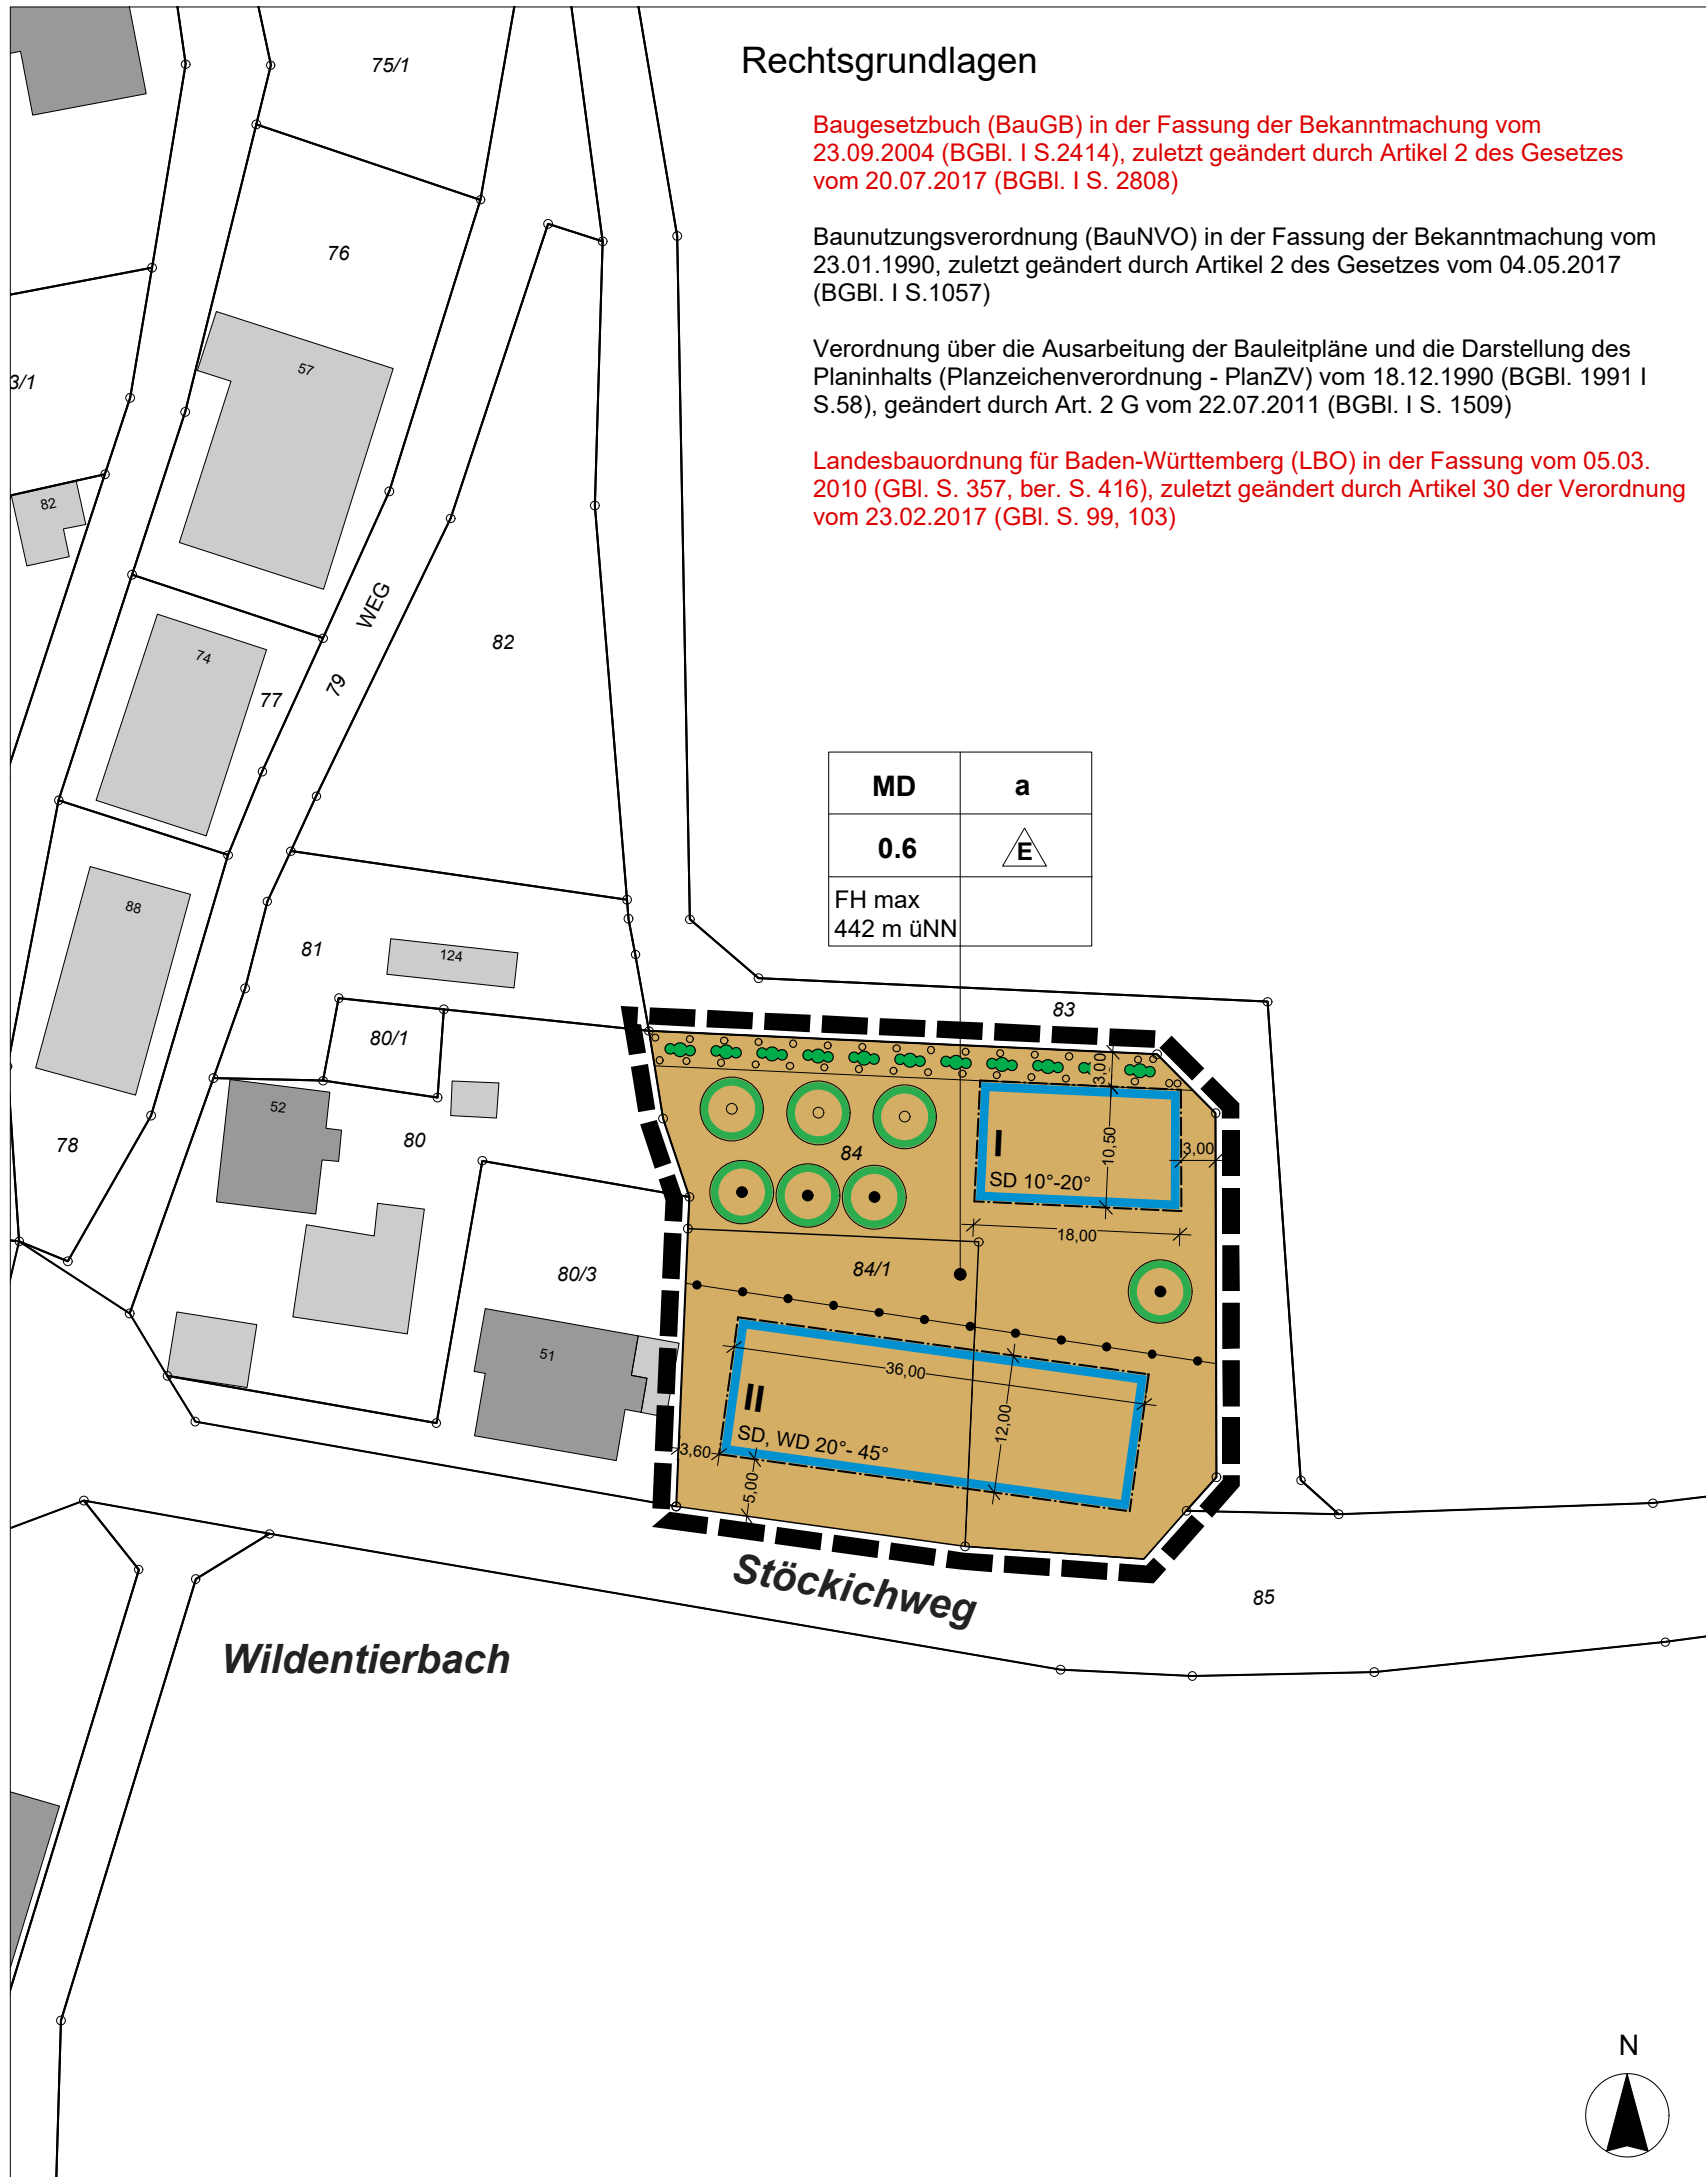 Rechtsgrundlagen
Baugesetzbuch (BauGB) in der Fassung der Bekanntmachung vom
23.09.2004 (BGBl. I S.2414), zuletzt geändert durch Artikel 2 des Gesetzes
vom 20.07.2017 (BGBl. I S. 2808)
Baunutzungsverordnung (BauNVO) in der Fassung der Bekanntmachung vom
23.01.1990, zuletzt geändert durch Artikel 2 des Gesetzes vom 04.05.2017
(BGBl. I S.1057)
Verordnung über die Ausarbeitung der Bauleitpläne und die Darstellung des
Planinhalts (Planzeichenverordnung - PlanZV) vom 18.12.1990 (BGBl. 1991 I
S.58), geändert durch Art. 2 G vom 22.07.2011 (BGBl. I S. 1509)
Landesbauordnung für Baden-Württemberg (LBO) in der Fassung vom 05.03.
2010 (GBl. S. 357, ber. S. 416), zuletzt geändert durch Artikel 30 der Verordnung
vom 23.02.2017 (GBl. S. 99, 103)
75/1
76
57
3/1
82
WEG
82
74
77
79
MD a
0.6 E
FH max
442 m üNN
88
81
124
83
80/1
52
80
78
3,00
84
I
10,50
3,00
SD 10°-20°
18,00
80/3
84/1
51
36,00
II
12,00
SD, WD 20°- 45°
3,60
5,00
Stöckichweg
85
Wildentierbach
N